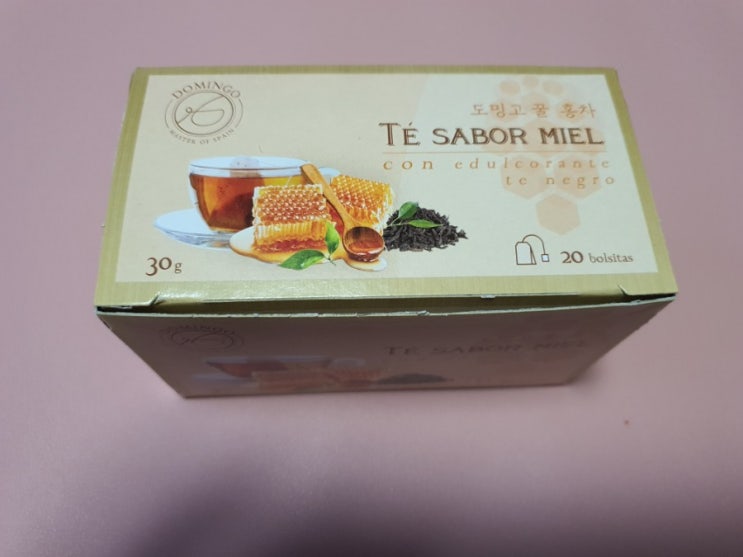 DOMINGO
MASTER OF SPAIN
도밍고 꿀 홍차
TÉ SABOR MIEL
con edulcorante
te negro
30g
20 bolsitas
DOMINGO
TÉ SABOR MIEL